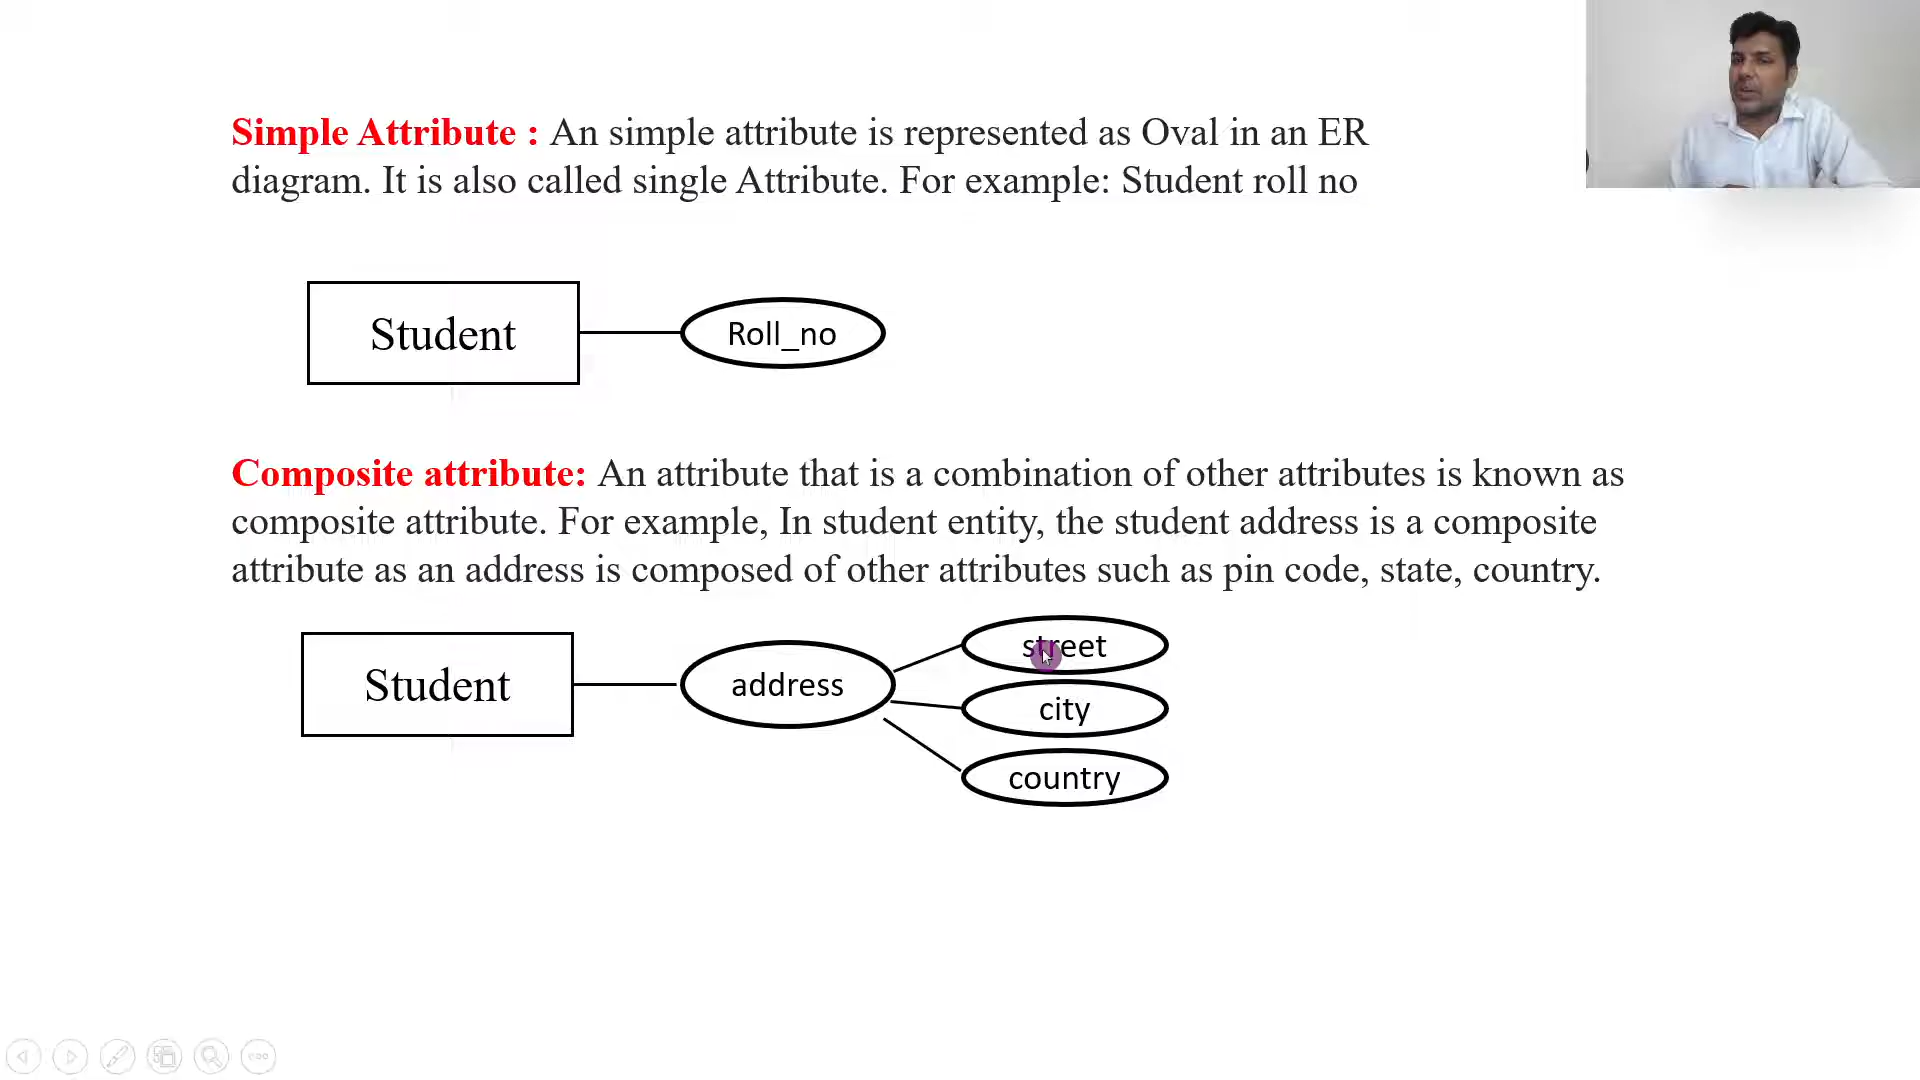 Simple Attribute : An simple attribute is represented as Oval in an ER
diagram. It is also called single Attribute. For example: Student roll no
Student
Roll_no
Composite attribute: An attribute that is a combination of other attributes is known as
composite attribute. For example, In student entity, the student address is a composite
attribute as an address is composed of other attributes such as pin code, state, country.
Student
address
street
city
country